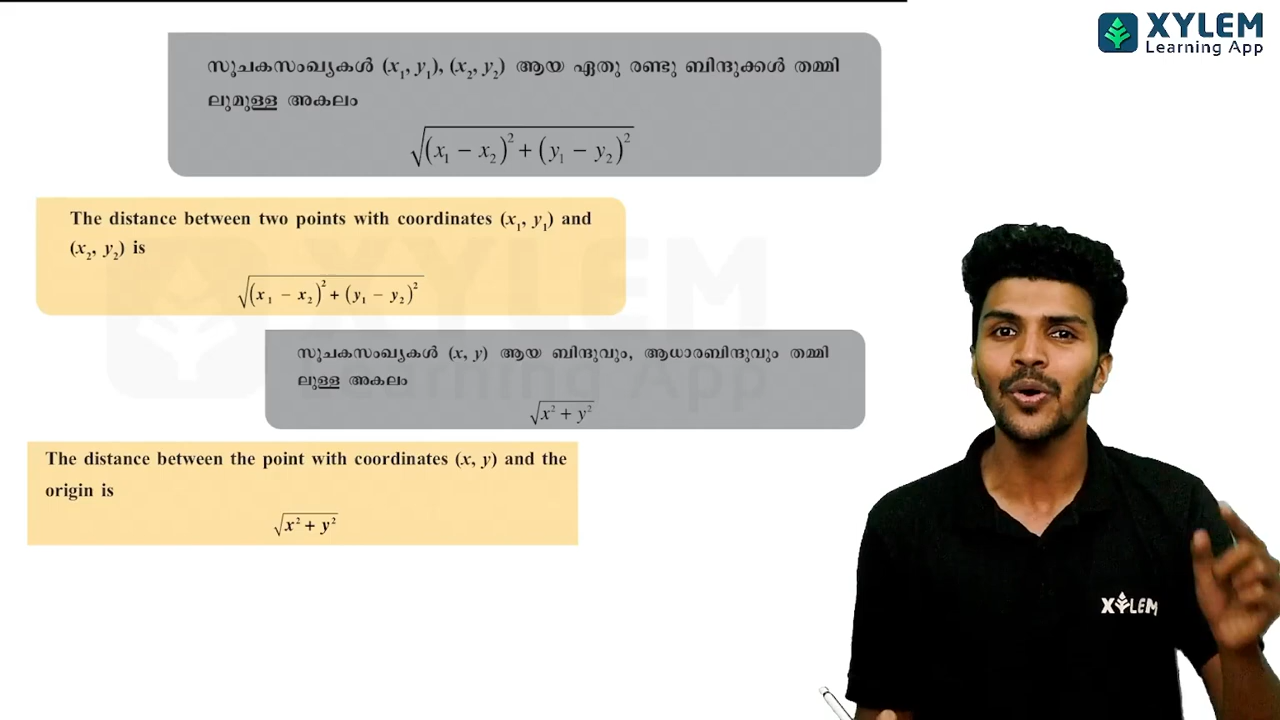 XYLEM
Learning App
സൂചകസംഖ്യകൾ (x₁, y₁), (x₂, y₂) ആയ ഏതു രണ്ടു ബിന്ദുക്കൾ തമ്മി
ലുമുള്ള അകലം
√(x₁ − x₂)² + (y₁ − y₂)²
The distance between two points with coordinates (x₁, y₁) and
(x₂, y₂) is
√(x₁ − x₂)² + (y₁ − y₂)²
സൂചകസംഖ്യകൾ (x, y) ആയ ബിന്ദുവും, ആധാരബിന്ദുവും തമ്മി
ലുള്ള അകലം
√x² + y²
The distance between the point with coordinates (x, y) and the
origin is
√x² + y²
XYLEM
XYLEM
Learning App